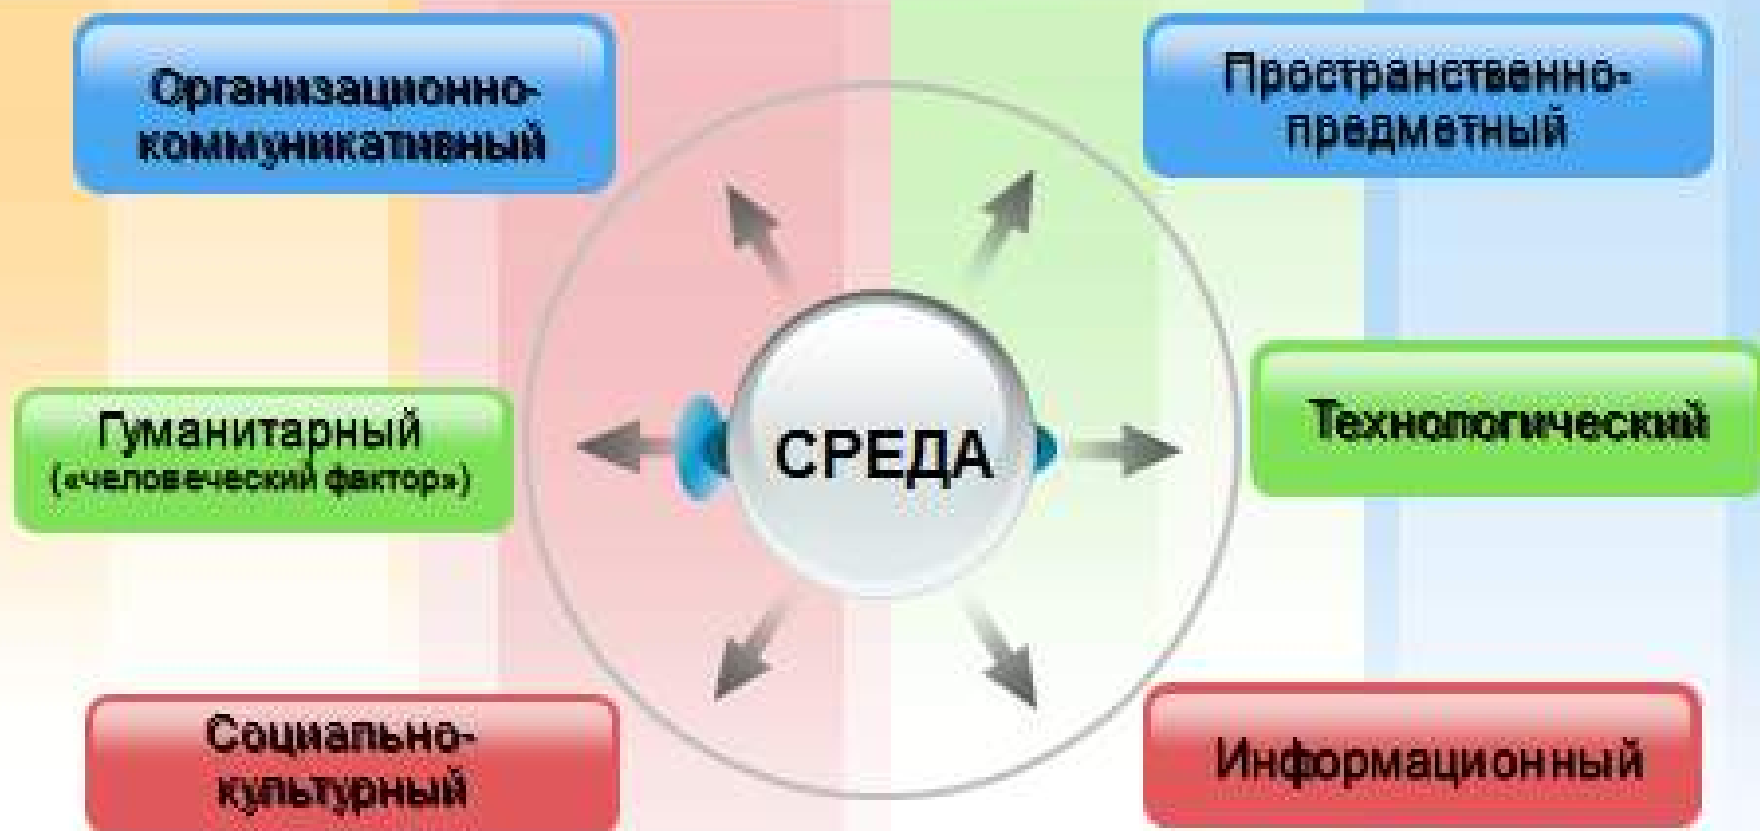 Организационно-
коммуникативный
Пространственно-
предметный
Гуманитарный
(«человеческий фактор»)
СРЕДА
Технологический
Социально-
культурный
Информационный